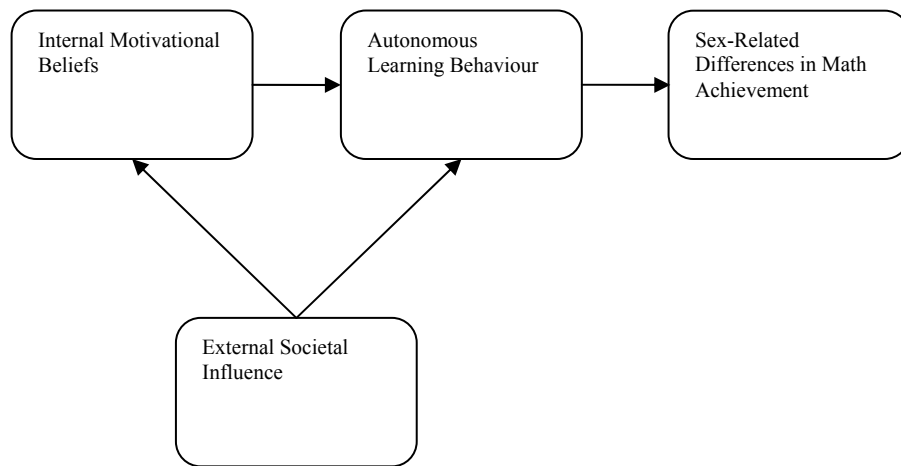 Internal Motivational
Beliefs
Autonomous
Learning Behaviour
Sex-Related
Differences in Math
Achievement
External Societal
Influence